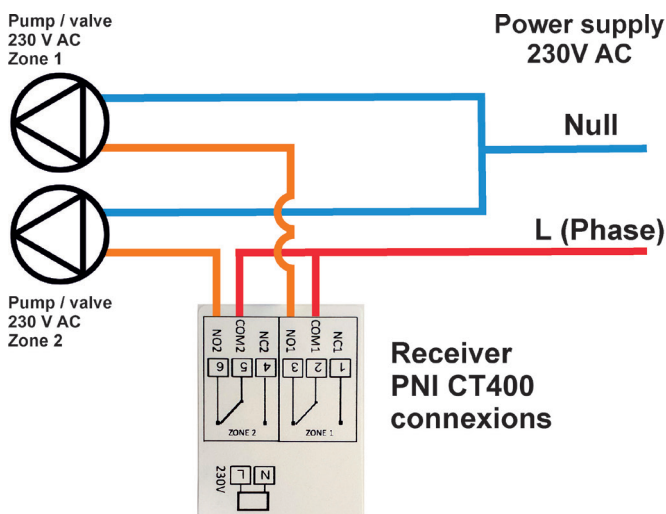 Pump / valve
230 V AC
Zone 1
Power supply
230V AC
Null
L (Phase)
Pump / valve
230 V AC
Zone 2
Receiver
PNI CT400
connexions
NO2
COM2
NC2
NO1
COM1
NC1
6
5
4
3
2
1
ZONE 2
ZONE 1
230V
L
N